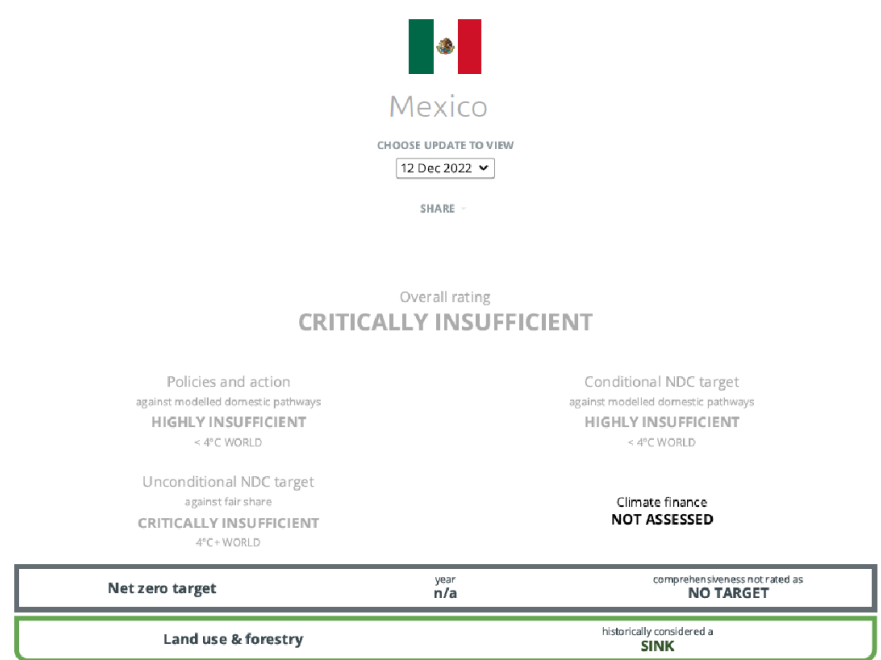 Mexico
CHOOSE UPDATE TO VIEW
12 Dec 2022
SHARE
Overall rating
CRITICALLY INSUFFICIENT
Policies and action
against modelled domestic pathways
HIGHLY INSUFFICIENT
< 4°C WORLD
Conditional NDC target
against modelled domestic pathways
HIGHLY INSUFFICIENT
< 4°C WORLD
Unconditional NDC target
against fair share
CRITICALLY INSUFFICIENT
4°C+ WORLD
Climate finance
NOT ASSESSED
Net zero target
year
n/a
comprehensiveness not rated as
NO TARGET
Land use & forestry
historically considered a
SINK